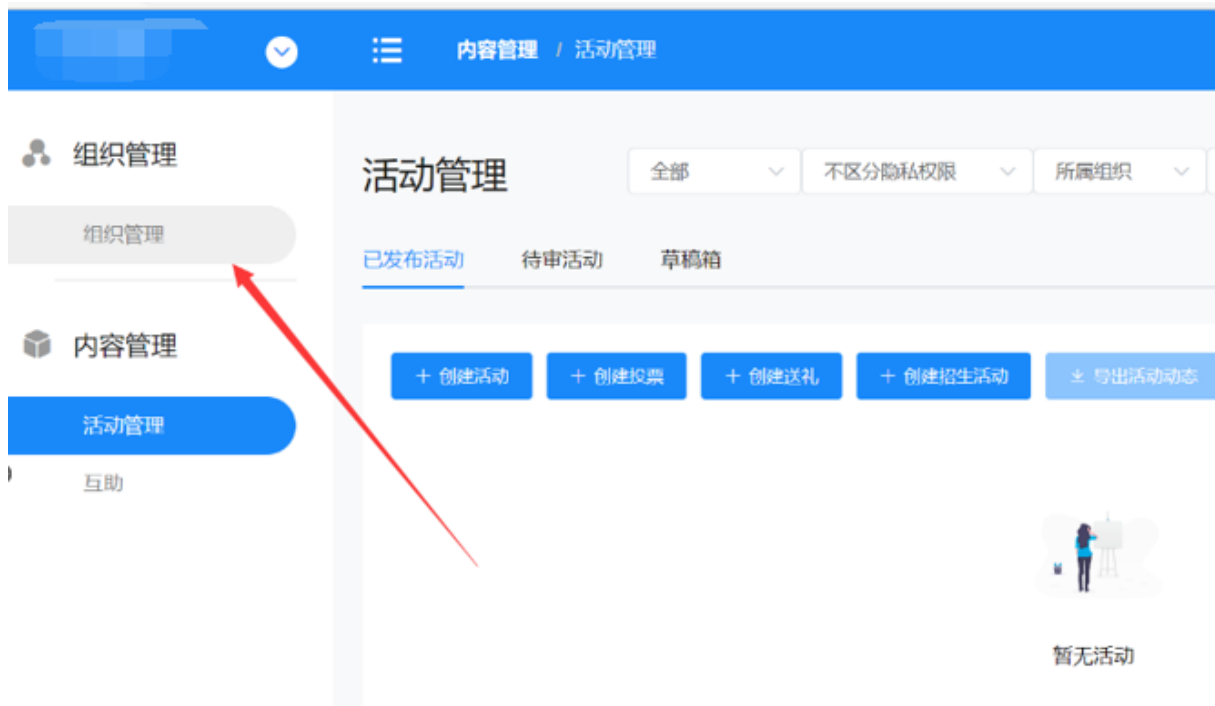 内容管理 / 活动管理
组织管理
组织管理
内容管理
活动管理
互助
活动管理 全部 不区分隐私权限 所属组织
已发布活动 待审活动 草稿箱
+ 创建活动 + 创建投票 + 创建送礼 + 创建招生活动 导出活动动态
暂无活动